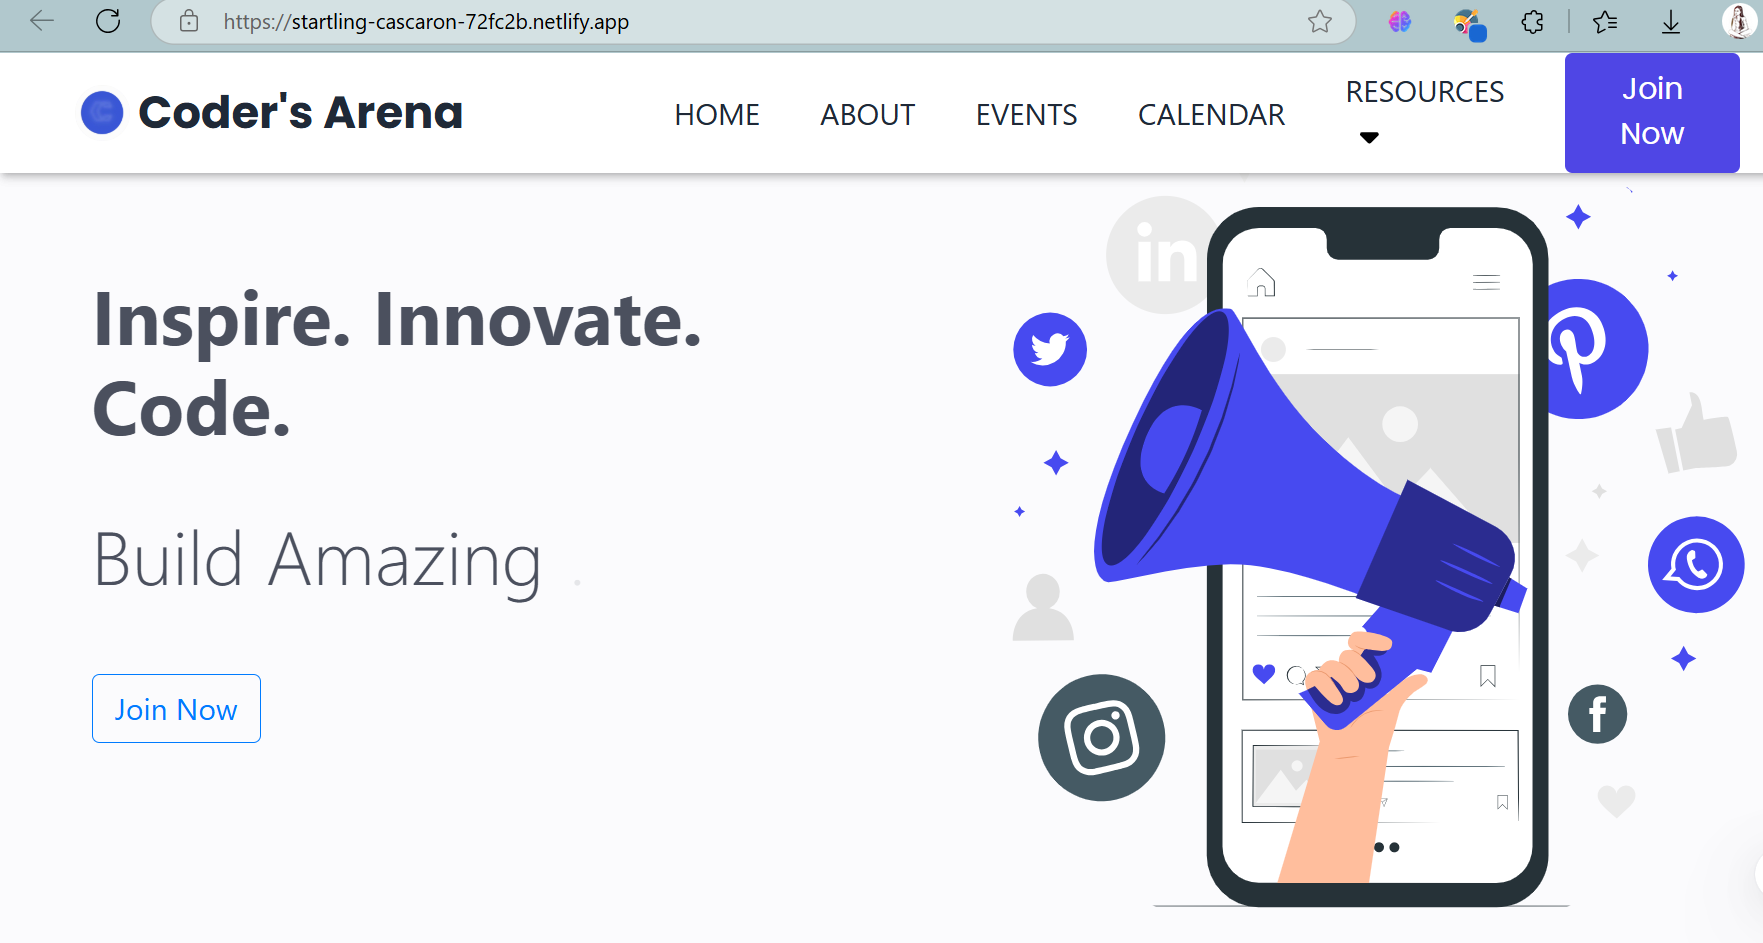 https://startling-cascaron-72fc2b.netlify.app
Coder's Arena
HOME
ABOUT
EVENTS
CALENDAR
RESOURCES
Join
Now
in
Inspire. Innovate.
Code.
Build Amazing .
Join Now